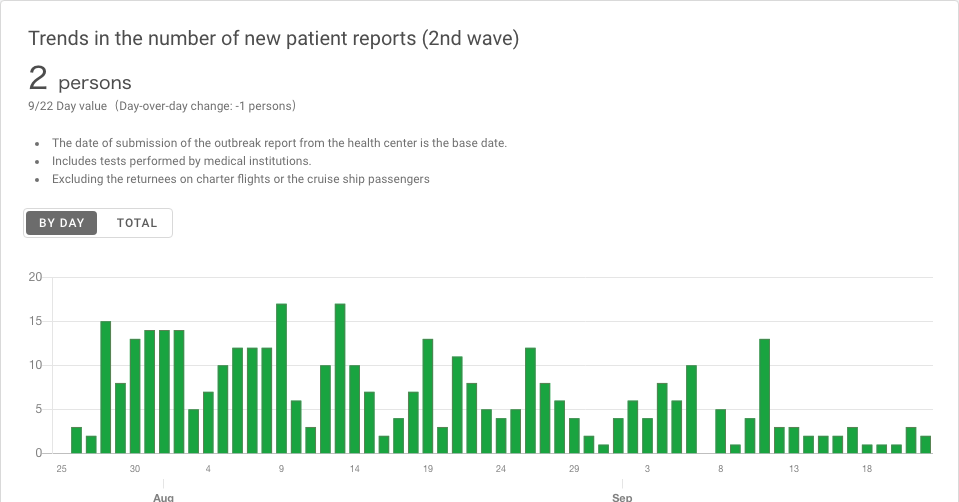 Trends in the number of new patient reports (2nd wave)
2 persons
9/22 Day value（Day-over-day change: -1 persons）
• The date of submission of the outbreak report from the health center is the base date.
• Includes tests performed by medical institutions.
• Excluding the returnees on charter flights or the cruise ship passengers
BY DAY TOTAL
20
15
10
5
0
25 30 4 9 14 19 24 29 3 8 13 18
Aug Sep